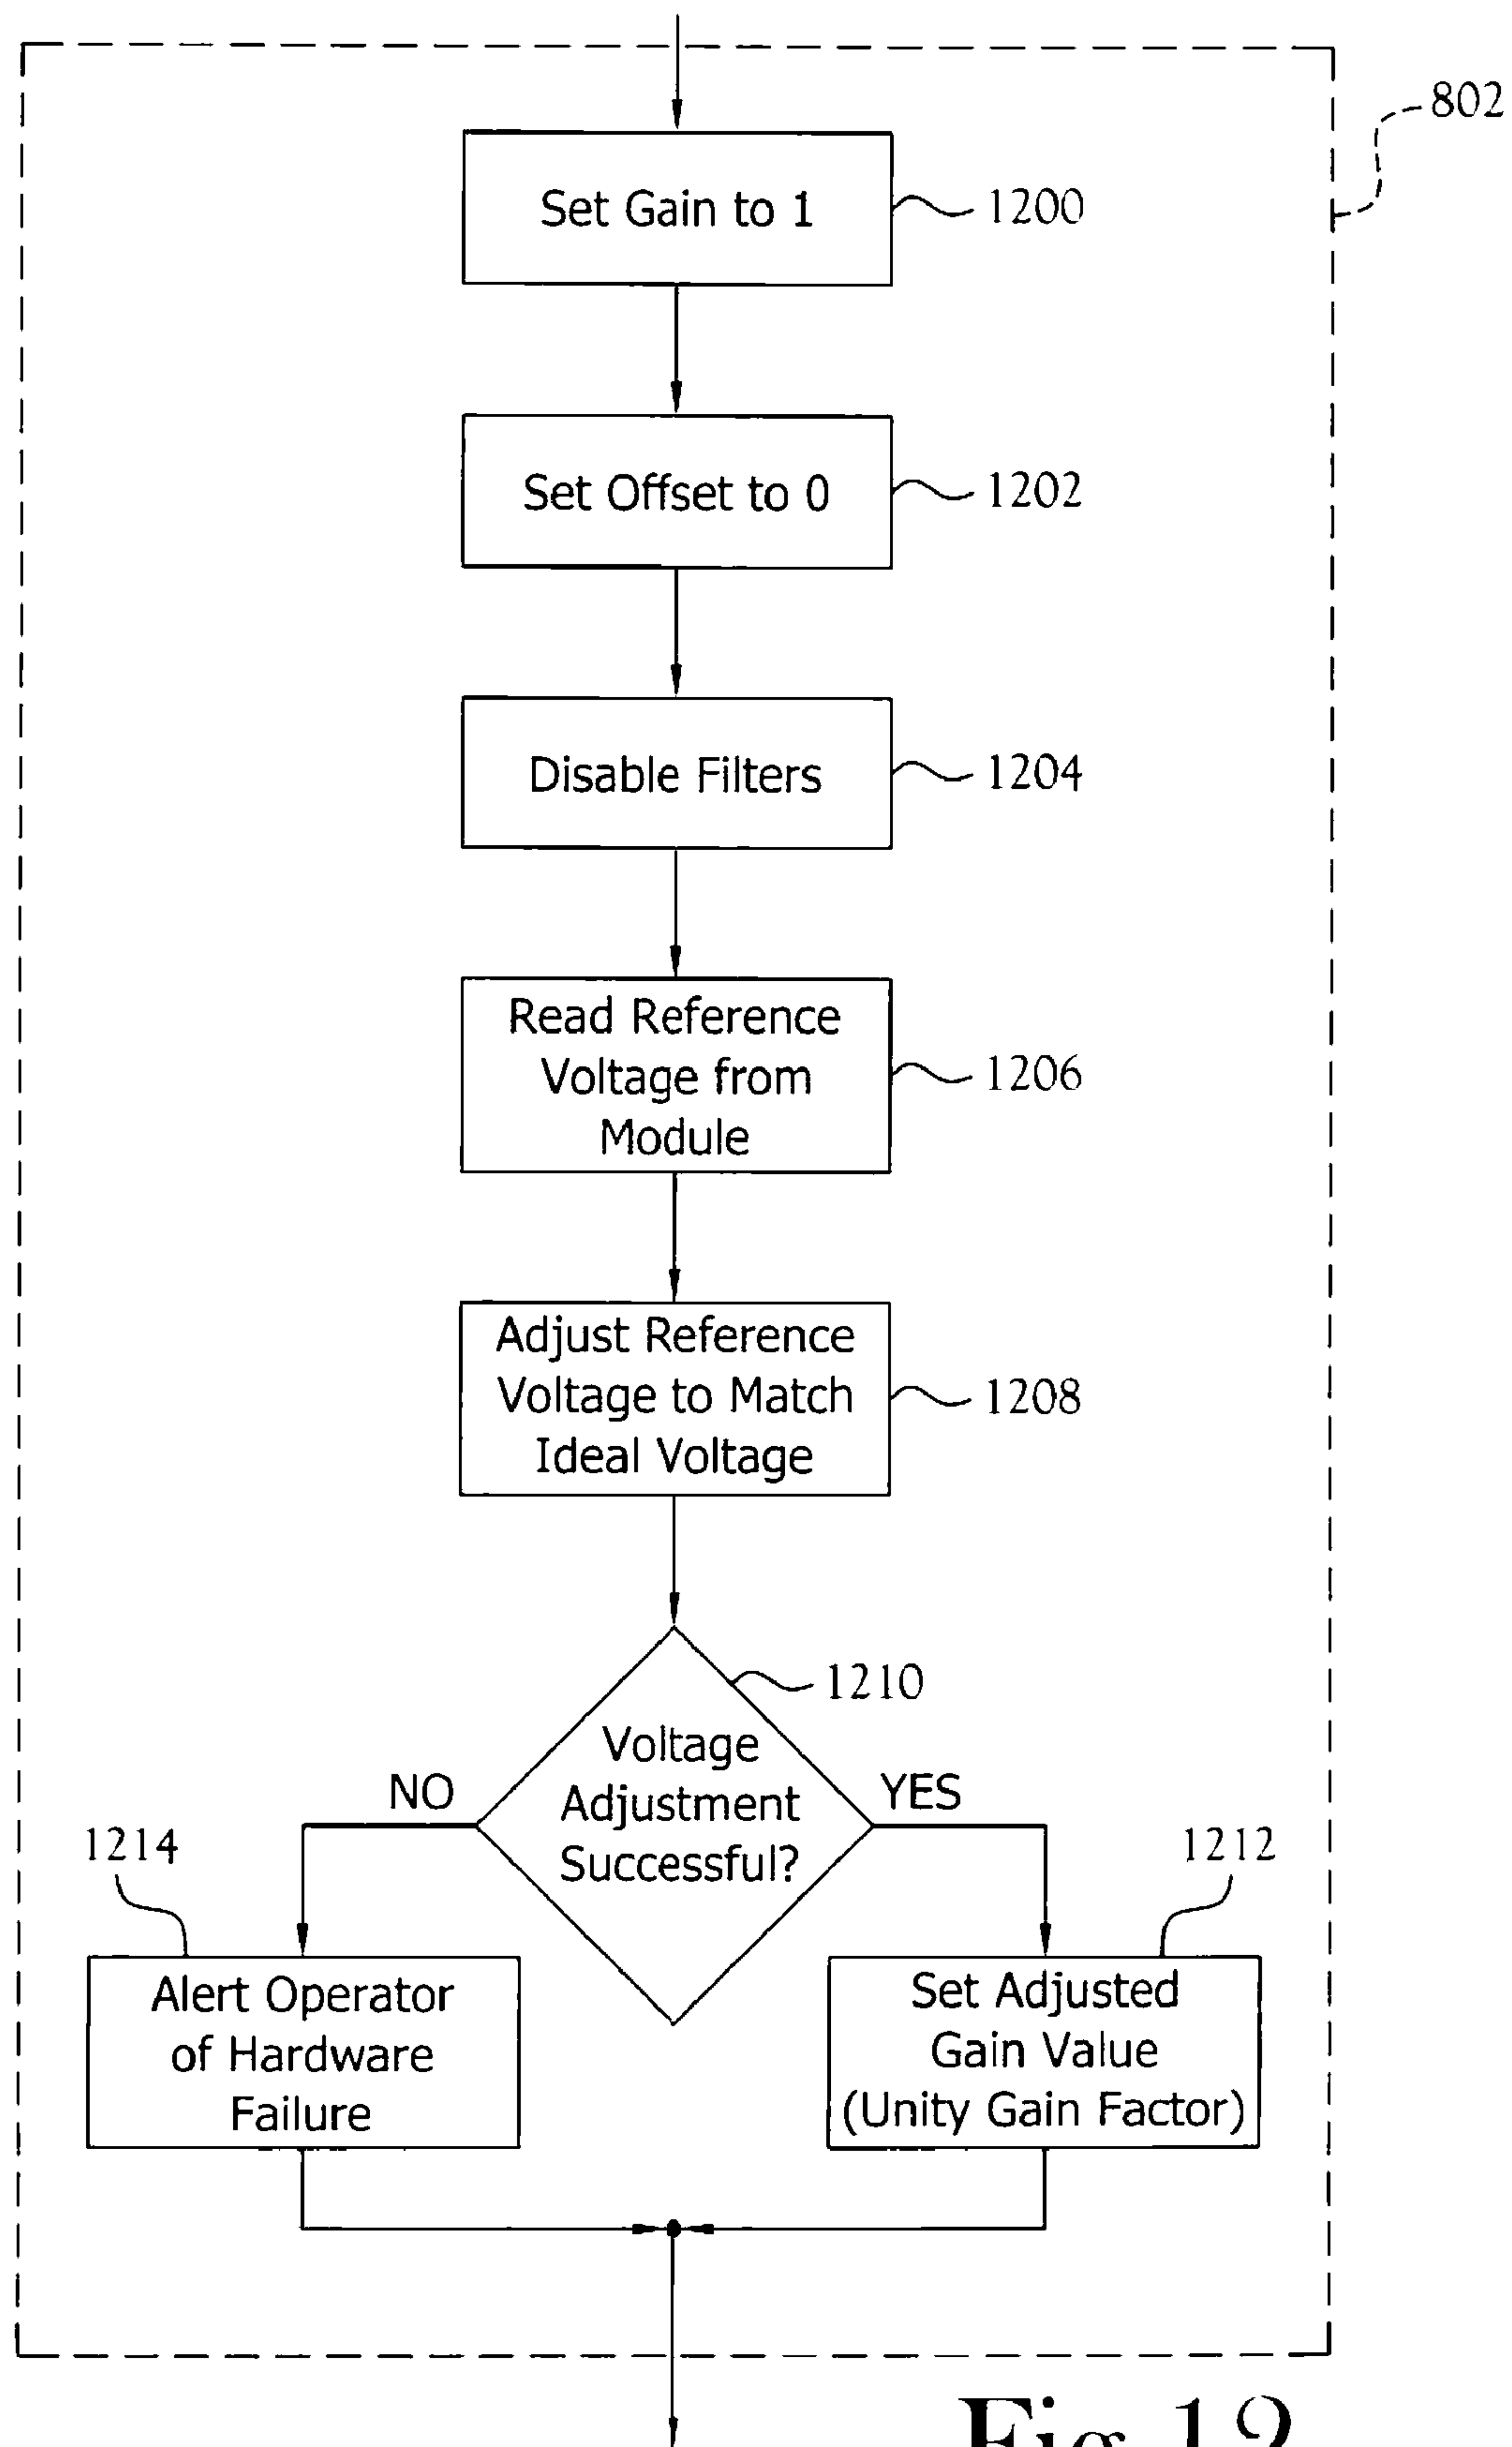 802
Set Gain to 1
1200
Set Offset to 0
1202
Disable Filters
1204
Read Reference
Voltage from
Module
1206
Adjust Reference
Voltage to Match
Ideal Voltage
1208
1210
Voltage
Adjustment
Successful?
NO
YES
1214
1212
Alert Operator
of Hardware
Failure
Set Adjusted
Gain Value
(Unity Gain Factor)